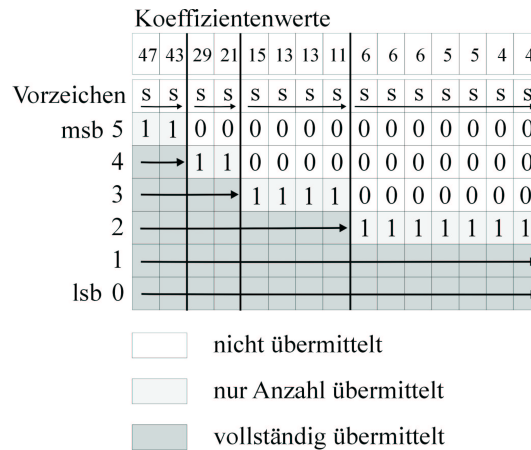 Koeffizientenwerte
47 43 29 21 15 13 13 11 6 6 6 5 5 4 4
Vorzeichen s s s s s s s s s s s s s s s
msb 5 1 1 0 0 0 0 0 0 0 0 0 0 0 0 0
4 1 1 0 0 0 0 0 0 0 0 0 0 0
3 1 1 1 1 0 0 0 0 0 0 0
2 1 1 1 1 1 1 1
1
lsb 0
nicht übermittelt
nur Anzahl übermittelt
vollständig übermittelt